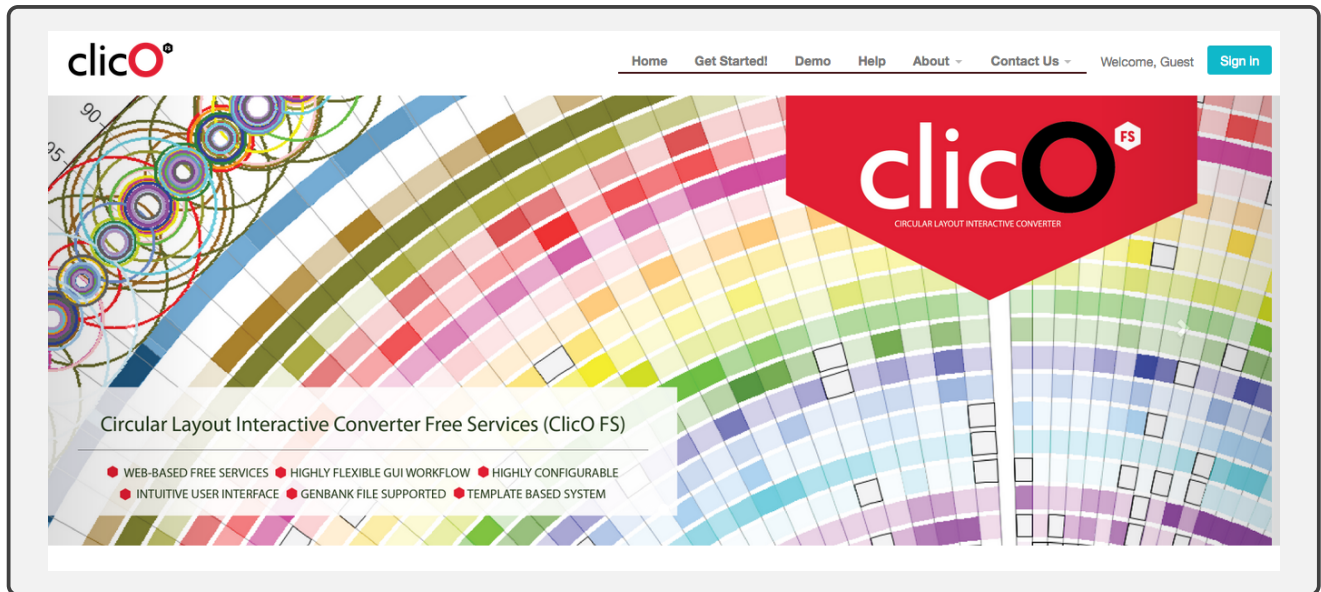 clicO FS
Home Get Started! Demo Help About Contact Us Welcome, Guest Sign In
90
95
clicO FS
CIRCULAR LAYOUT INTERACTIVE CONVERTER
Circular Layout Interactive Converter Free Services (ClicO FS)
WEB-BASED FREE SERVICES HIGHLY FLEXIBLE GUI WORKFLOW HIGHLY CONFIGURABLE
INTUITIVE USER INTERFACE GENBANK FILE SUPPORTED TEMPLATE BASED SYSTEM